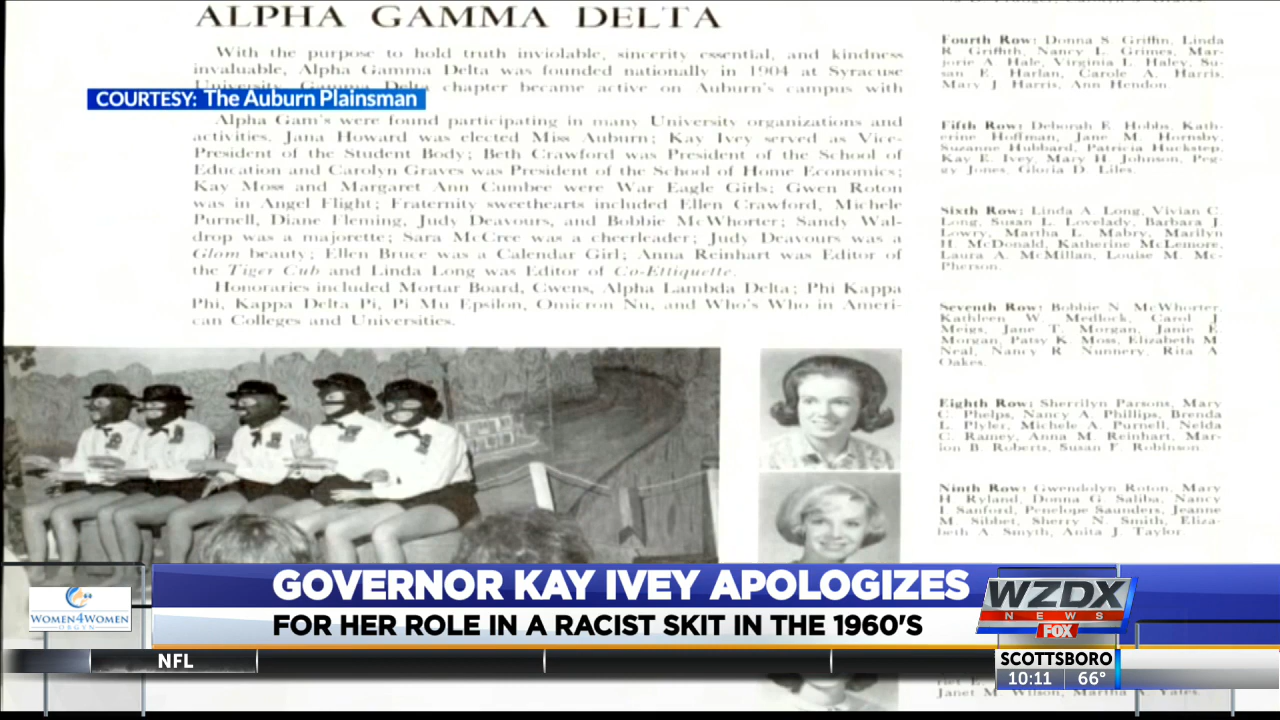 ALPHA GAMMA DELTA
With the purpose to hold truth inviolable, sincerity essential, and kindness
invaluable, Alpha Gamma Delta was founded nationally in 1904 at Syracuse
University. Gamma Delta chapter became active on Auburn's campus with
COURTESY: The Auburn Plainsman
Alpha Gam's were found participating in many University organizations and
activities. Jana Howard was elected Miss Auburn; Kay Ivey served as Vice-
President of the Student Body; Beth Crawford was President of the School of
Education and Carolyn Graves was President of the School of Home Economics;
Kay Moss and Margaret Ann Cumbee were War Eagle Girls; Gwen Roton
was in Angel Flight; Fraternity sweethearts included Ellen Crawford, Michele
Purnell, Diane Fleming, Judy Deavours, and Bobbie McWhorter; Sandy Wal-
drop was a majorette; Sara McCree was a cheerleader; Judy Deavours was a
Glom beauty; Ellen Bruce was a Calendar Girl; Anna Reinhart was Editor of
the Tiger Cub and Linda Long was Editor of Co-Ettiquette.
Honoraries included Mortar Board, Cwens, Alpha Lambda Delta; Phi Kappa
Phi, Kappa Delta Pi, Pi Mu Epsilon, Omicron Nu, and Who's Who in Ameri-
can Colleges and Universities.
Fourth Row: Donna S. Griffin, Linda
R. Griffith, Nancy L. Grimes, Mar-
jorie A. Hale, Virginia L. Haley, Su-
san E. Harlan, Carole A. Harris,
Mary J. Harris, Ann Hendon
Fifth Row: Deborah E. Hobbs, Kath-
erine Hoffman, Jane M. Hornsby,
Suzanne Hubbard, Patricia Huckstep,
Kay E. Ivey, Mary H. Johnson, Peg-
gy Jones, Gloria D. Liles.
Sixth Row: Linda A. Long, Vivian C.
Long, Susan L. Lovelady, Barbara J.
Lowry, Martha L. Mabry, Marilyn
H. McDonald, Katherine McLemore,
Laura A. McMillan, Louise M. Mc-
Pherson.
Seventh Row: Bobbie N. McWhorter,
Kathleen W. Medlock, Carol J.
Meigs, Jane T. Morgan, Janie E.
Morgan, Patsy K. Moss, Elizabeth M.
Neal, Nancy R. Nunnery, Rita A.
Oakes.
Eighth Row: Sherrilyn Parsons, Mary
C. Phelps, Nancy A. Phillips, Brenda
L. Plyler, Michele A. Purnell, Nelda
C. Ramey, Anna M. Reinhart, Mar-
ion B. Roberts, Susan F. Robinson.
Ninth Row: Gwendolyn Roton, Mary
H. Ryland, Donna G. Saliba, Nancy
I. Sanford, Penelope Saunders, Jeanne
M. Sibbet, Sherry N. Smith, Eliza-
beth A. Smyth, Anita J. Taylor.
Janet M. Wilson, Martha A. Yates.
GOVERNOR KAY IVEY APOLOGIZES
FOR HER ROLE IN A RACIST SKIT IN THE 1960'S
WOMEN4WOMEN
OBGYN
WZDX
NEWS
FOX
NFL
SCOTTSBORO
10:11 66°